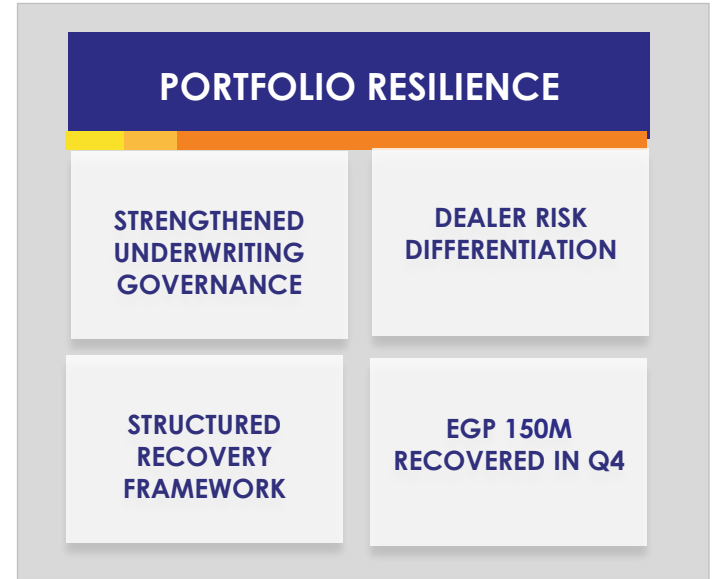 PORTFOLIO RESILIENCE
STRENGTHENED
UNDERWRITING
GOVERNANCE
DEALER RISK
DIFFERENTIATION
STRUCTURED
RECOVERY
FRAMEWORK
EGP 150M
RECOVERED IN Q4